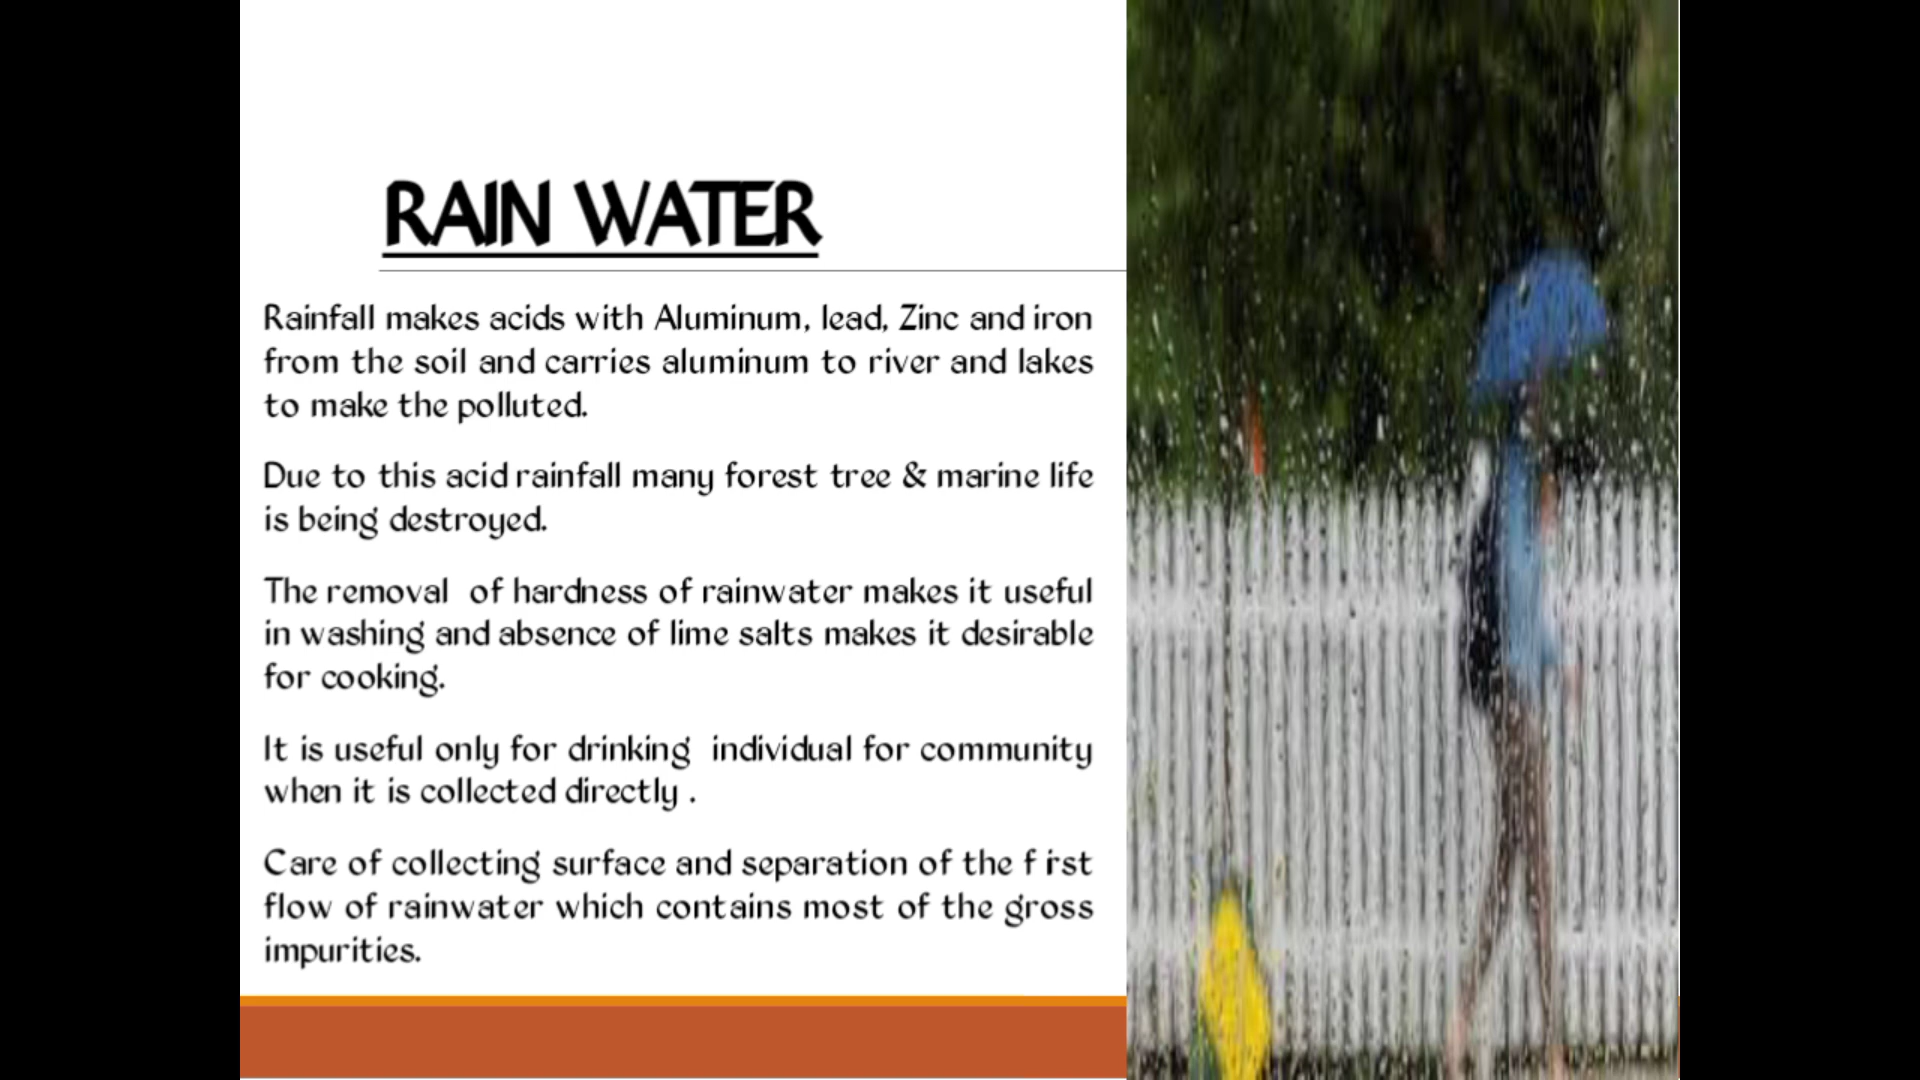 RAIN WATER
Rainfall makes acids with Aluminum, lead, Zinc and iron
from the soil and carries aluminum to river and lakes
to make the polluted.
Due to this acid rainfall many forest tree & marine life
is being destroyed.
The removal of hardness of rainwater makes it useful
in washing and absence of lime salts makes it desirable
for cooking.
It is useful only for drinking individual for community
when it is collected directly .
Care of collecting surface and separation of the f irst
flow of rainwater which contains most of the gross
impurities.